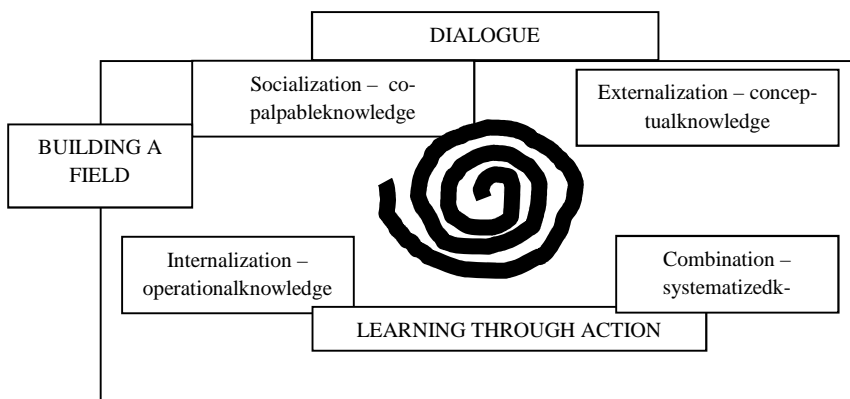 DIALOGUE
Socialization – co-
palpableknowledge
Externalization – concep-
tualknowledge
BUILDING A
FIELD
Internalization –
operationalknowledge
Combination –
systematizedk-
LEARNING THROUGH ACTION